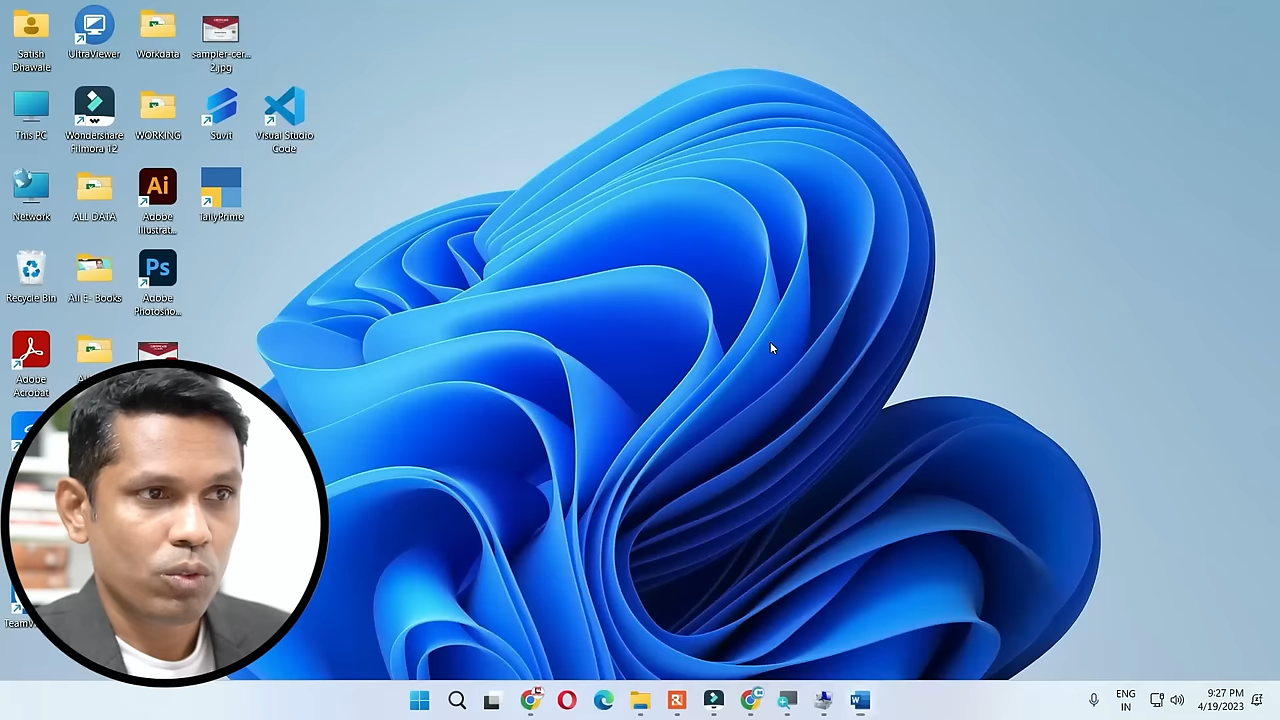 Satish
Dhawale
UltraViewer
Workdata
sampler-cer...
2.jpg
This PC
Wondershare
Filmora 12
WORKING
Suvit
Visual Studio
Code
Network
ALL DATA
Ai
Adobe
Illustrat...
TallyPrime
Recycle Bin
All E- Books
Ps
Adobe
Photosho...
Adobe
Acrobat
ENG
IN
9:27 PM
4/19/2023